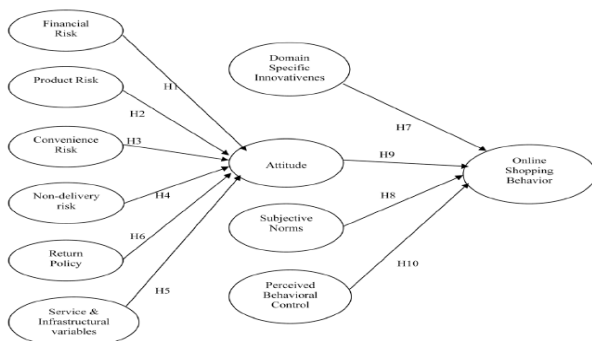 Financial
Risk
Product Risk
Convenience
Risk
Non-delivery
risk
Return
Policy
Service &
Infrastructural
variables
H1
H2
H3
H4
H6
H5
Attitude
Domain
Specific
Innovativenes
Subjective
Norms
Perceived
Behavioral
Control
H7
H9
H8
H10
Online
Shopping
Behavior